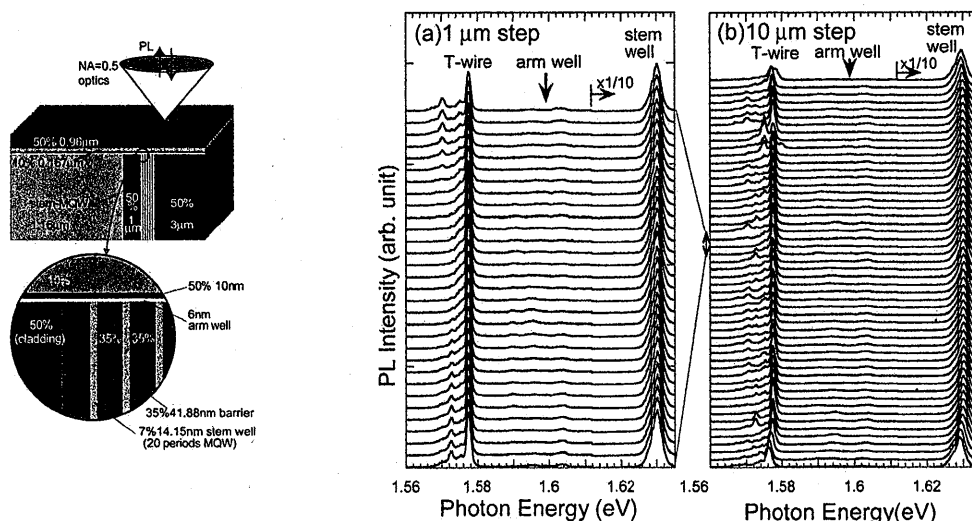 PL
NA=0.5
optics
50% 0.96µm
50
%
1
µm
50%
3µm
50% 10nm
6nm
arm well
50%
(cladding)
35%
35%
35%41.88nm barrier
7%14.15nm stem well
(20 periods MQW)
PL Intensity (arb. unit)
(a)1 µm step
stem
well
T-wire
arm well
x1/10
1.56
1.58
1.6
1.62
Photon Energy (eV)
(b)10 µm step
stem
well
T-wire
arm well
x1/10
1.56
1.58
1.6
1.62
Photon Energy(eV)